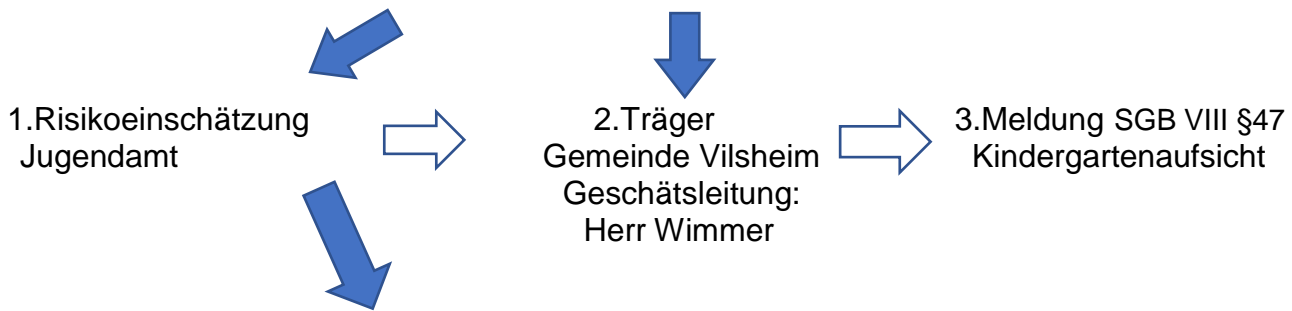 1.Risikoeinschätzung
Jugendamt
2.Träger
Gemeinde Vilsheim
Geschätsleitung:
Herr Wimmer
3.Meldung SGB VIII §47
Kindergartenaufsicht